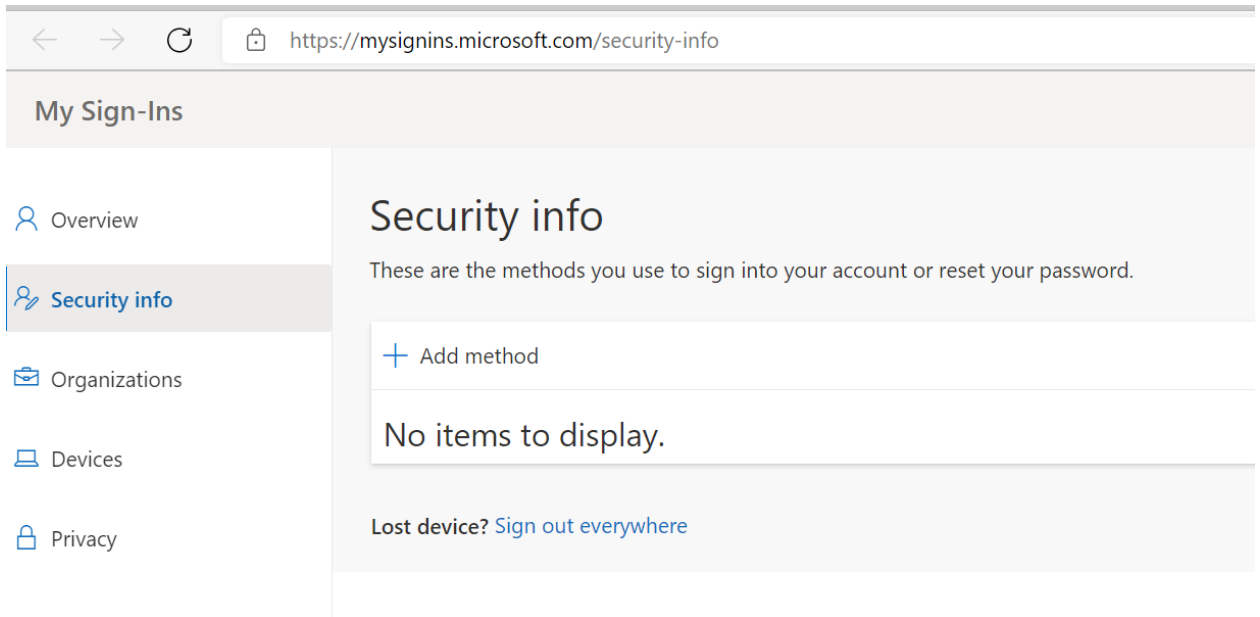 https://mysignins.microsoft.com/security-info
My Sign-Ins
Overview
Security info
Organizations
Devices
Privacy
Security info
These are the methods you use to sign into your account or reset your password.
Add method
No items to display.
Lost device? Sign out everywhere